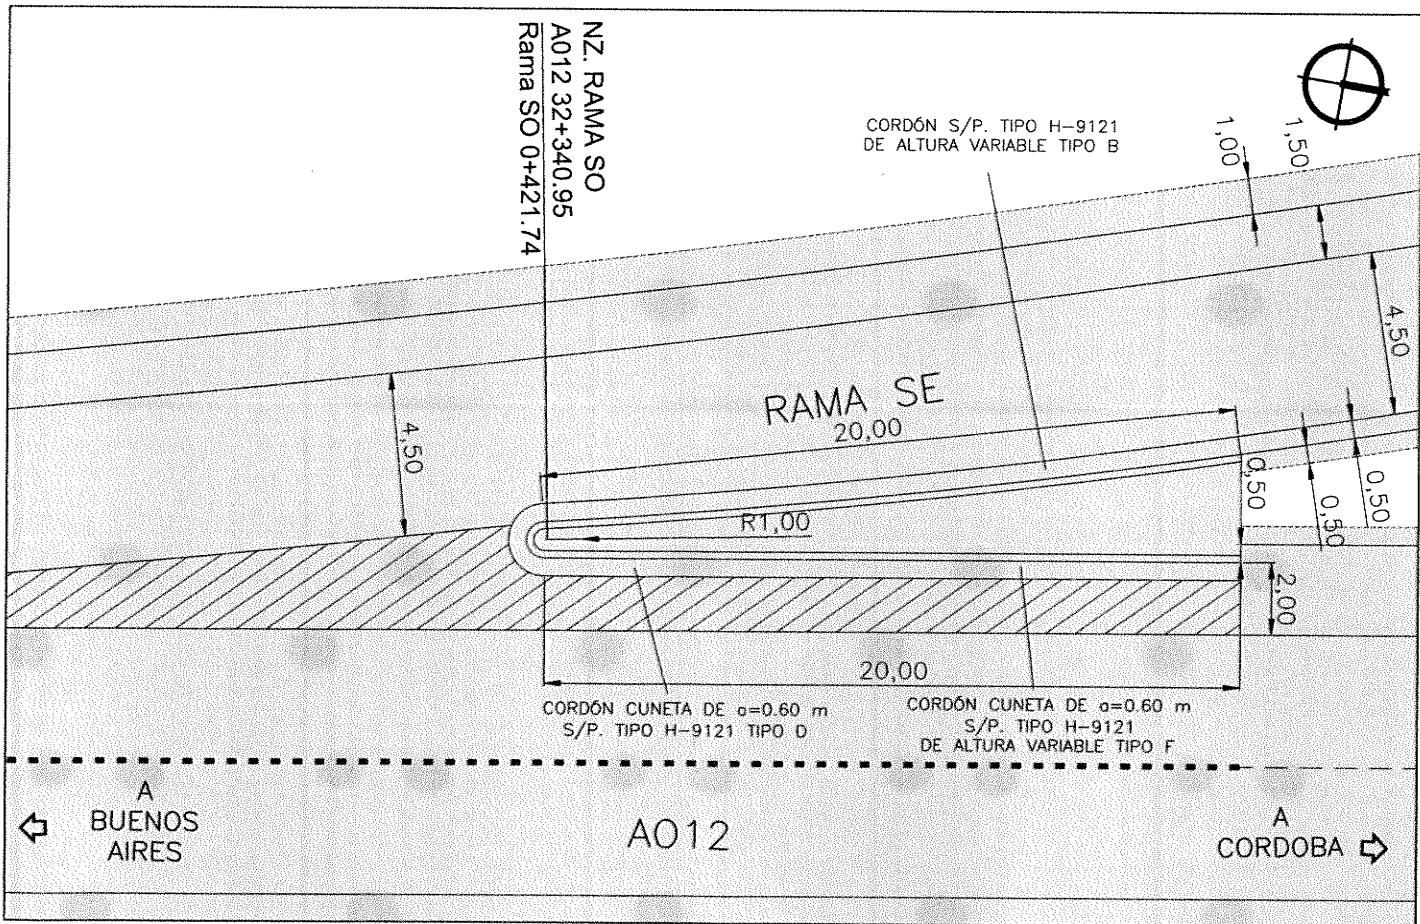 NZ. RAMA SO
A012 32+340.95
Rama SO 0+421.74
CORDÓN S/P. TIPO H-9121
DE ALTURA VARIABLE TIPO B
1,00
1,50
4,50
4,50
RAMA SE
20,00
R1,00
0,50
0,50
0,50
2,00
20,00
CORDÓN CUNETA DE a=0.60 m
S/P. TIPO H-9121 TIPO D
CORDÓN CUNETA DE a=0.60 m
S/P. TIPO H-9121
DE ALTURA VARIABLE TIPO F
A
BUENOS
AIRES
AO12
A
CORDOBA